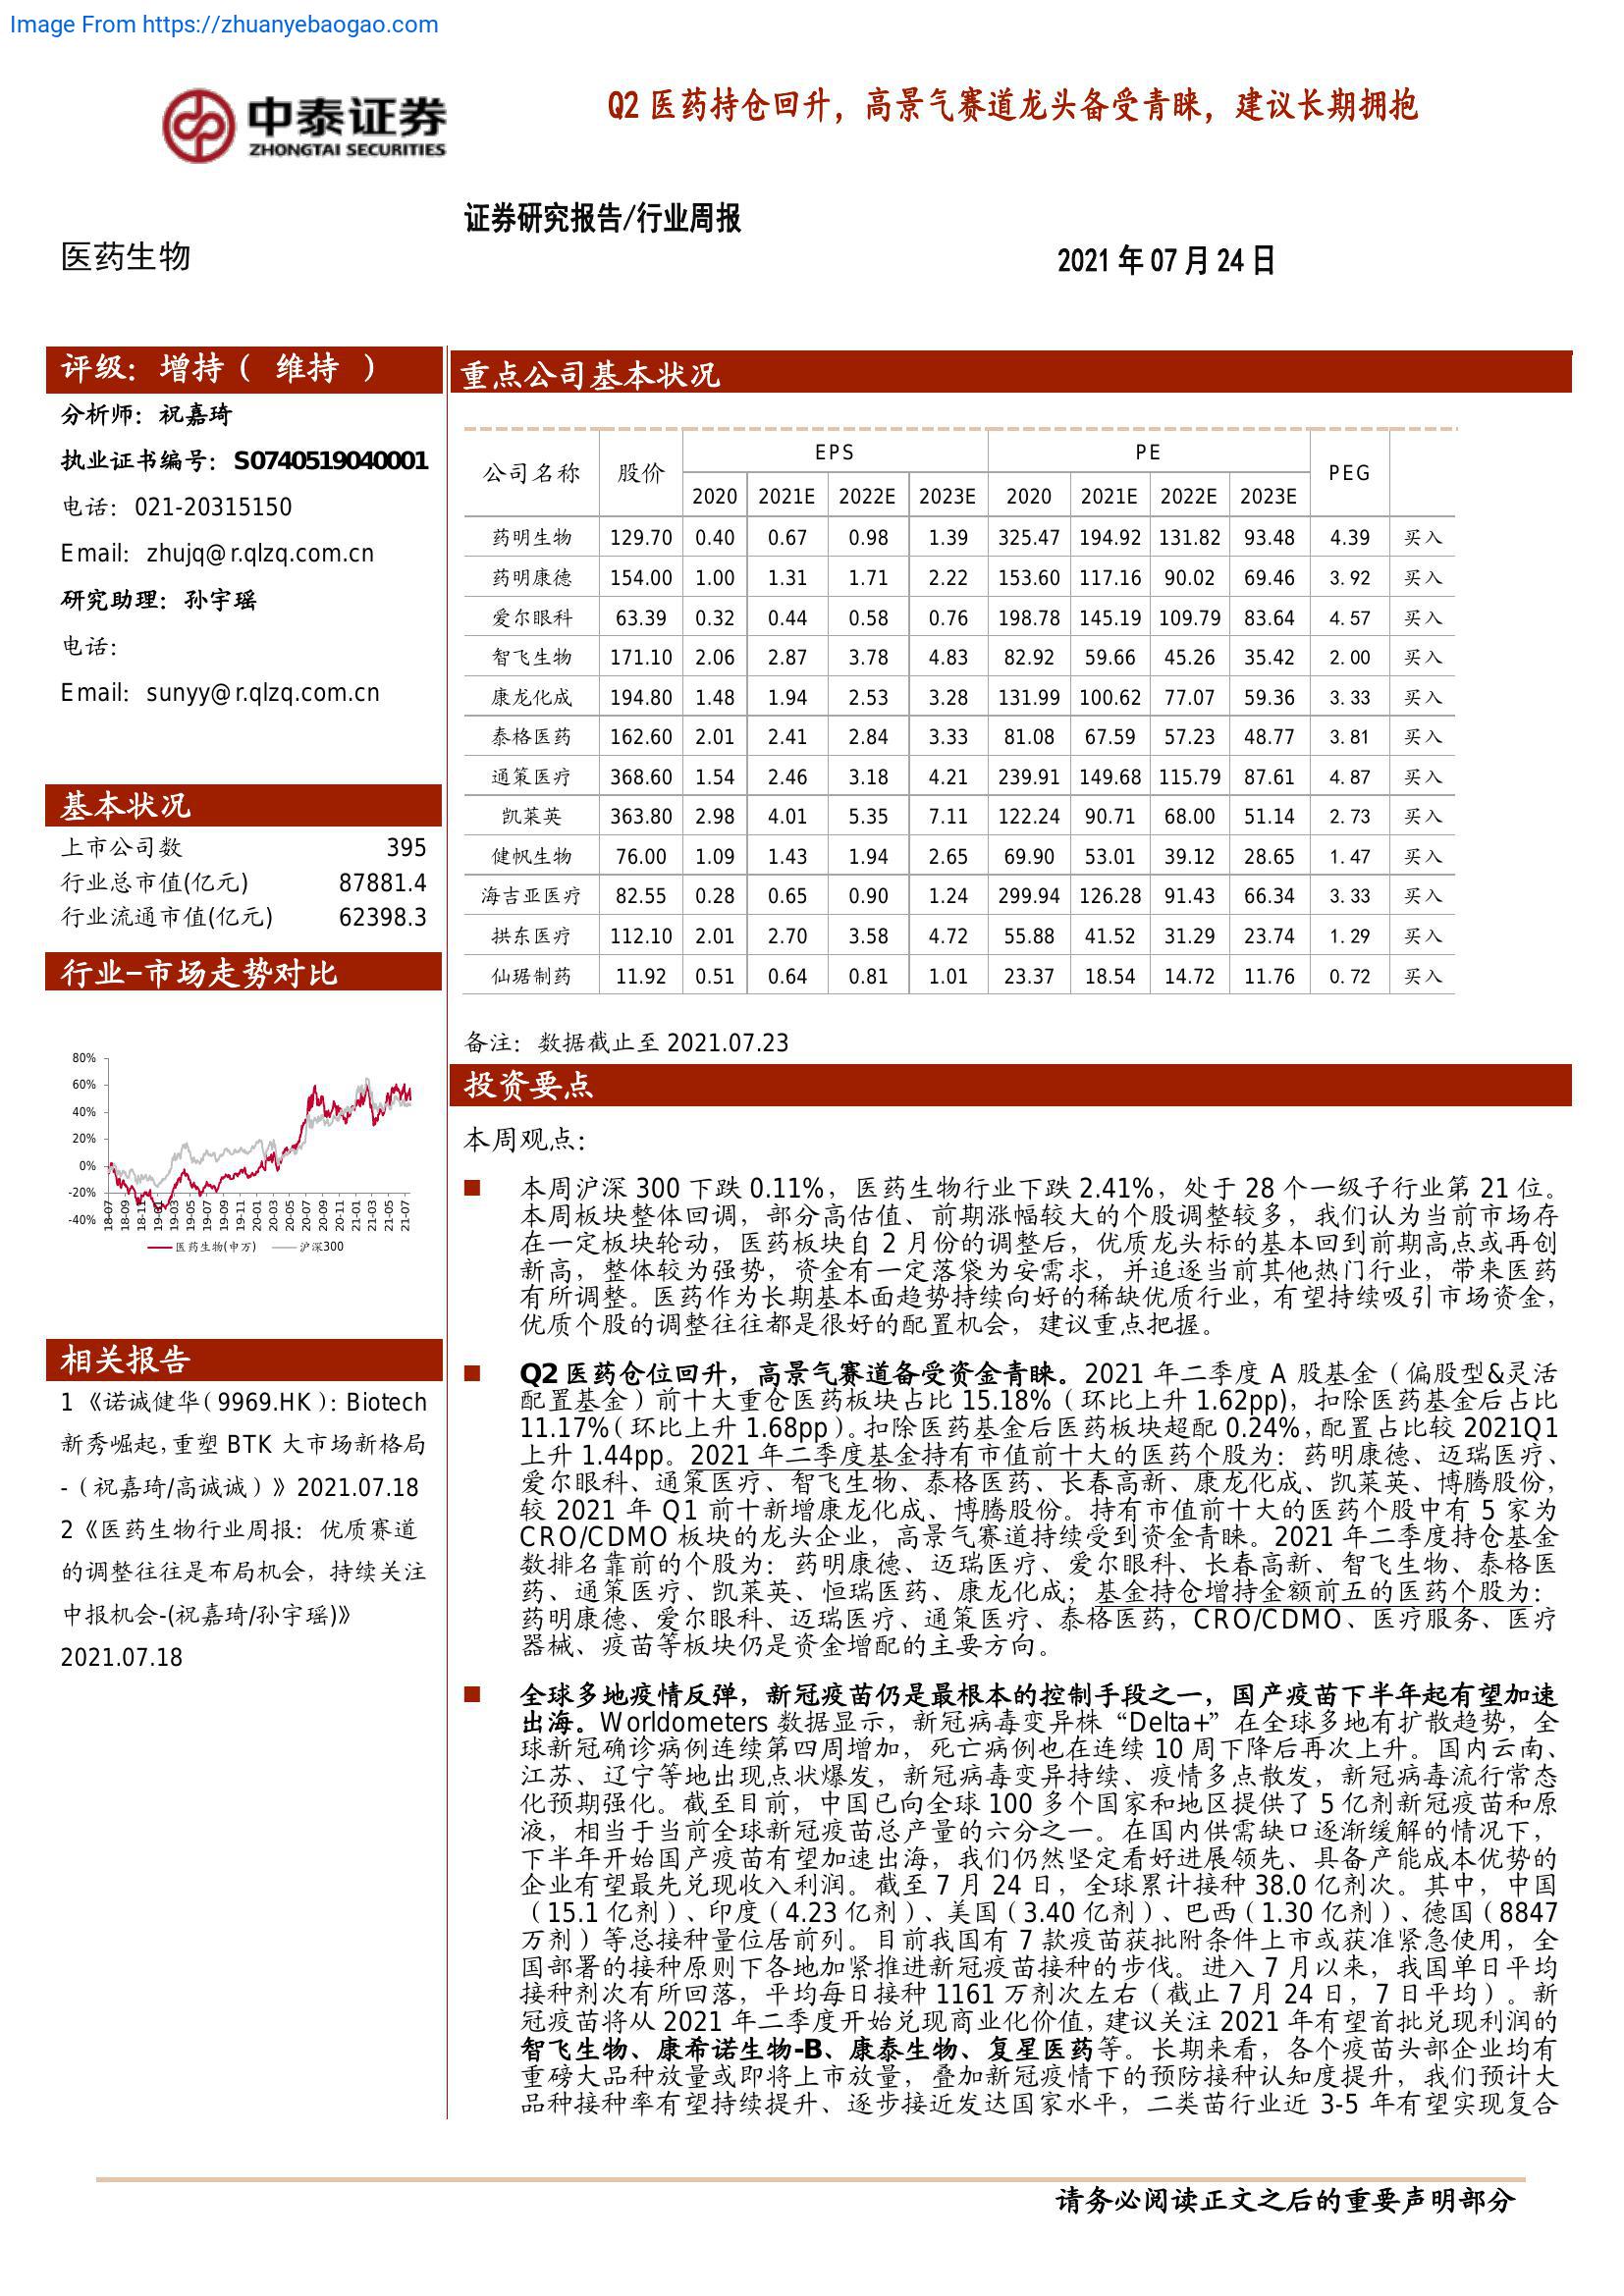 Image From https://zhuanyebaogao.com
中泰证券
ZHONGTAI SECURITIES
Q2 医药持仓回升，高景气赛道龙头备受青睐，建议长期拥抱
证券研究报告/行业周报
医药生物
2021 年 07 月 24 日
评级：增持（ 维持 ）
分析师：祝嘉琦
执业证书编号：S0740519040001
电话：021-20315150
Email：zhujq@r.qlzq.com.cn
研究助理：孙宇瑶
电话：
Email：sunyy@r.qlzq.com.cn
基本状况
上市公司数 395
行业总市值(亿元) 87881.4
行业流通市值(亿元) 62398.3
行业-市场走势对比
80%
60%
40%
20%
0%
-20%
-40%
18-07 18-09 18-11 19-01 19-03 19-05 19-07 19-09 19-11 20-01 20-03 20-05 20-07 20-09 20-11 21-01 21-03 21-05 21-07
医药生物(申万) 沪深300
相关报告
1 《诺诚健华（9969.HK）：Biotech
新秀崛起，重塑 BTK 大市场新格局
-（祝嘉琦/高诚诚）》2021.07.18
2《医药生物行业周报：优质赛道
的调整往往是布局机会，持续关注
中报机会-(祝嘉琦/孙宇瑶)》
2021.07.18
重点公司基本状况
公司名称 股价 EPS PE PEG
2020 2021E 2022E 2023E 2020 2021E 2022E 2023E
药明生物 129.70 0.40 0.67 0.98 1.39 325.47 194.92 131.82 93.48 4.39 买入
药明康德 154.00 1.00 1.31 1.71 2.22 153.60 117.16 90.02 69.46 3.92 买入
爱尔眼科 63.39 0.32 0.44 0.58 0.76 198.78 145.19 109.79 83.64 4.57 买入
智飞生物 171.10 2.06 2.87 3.78 4.83 82.92 59.66 45.26 35.42 2.00 买入
康龙化成 194.80 1.48 1.94 2.53 3.28 131.99 100.62 77.07 59.36 3.33 买入
泰格医药 162.60 2.01 2.41 2.84 3.33 81.08 67.59 57.23 48.77 3.81 买入
通策医疗 368.60 1.54 2.46 3.18 4.21 239.91 149.68 115.79 87.61 4.87 买入
凯莱英 363.80 2.98 4.01 5.35 7.11 122.24 90.71 68.00 51.14 2.73 买入
健帆生物 76.00 1.09 1.43 1.94 2.65 69.90 53.01 39.12 28.65 1.47 买入
海吉亚医疗 82.55 0.28 0.65 0.90 1.24 299.94 126.28 91.43 66.34 3.33 买入
拱东医疗 112.10 2.01 2.70 3.58 4.72 55.88 41.52 31.29 23.74 1.29 买入
仙琚制药 11.92 0.51 0.64 0.81 1.01 23.37 18.54 14.72 11.76 0.72 买入
备注：数据截止至 2021.07.23
投资要点
本周观点：
■ 本周沪深 300 下跌 0.11%，医药生物行业下跌 2.41%，处于 28 个一级子行业第 21 位。
本周板块整体回调，部分高估值、前期涨幅较大的个股调整较多，我们认为当前市场存
在一定板块轮动，医药板块自 2 月份的调整后，优质龙头标的基本回到前期高点或再创
新高，整体较为强势，资金有一定落袋为安需求，并追逐当前其他热门行业，带来医药
有所调整。医药作为长期基本面趋势持续向好的稀缺优质行业，有望持续吸引市场资金，
优质个股的调整往往都是很好的配置机会，建议重点把握。
■ Q2 医药仓位回升，高景气赛道备受资金青睐。2021 年二季度 A 股基金（偏股型&灵活
配置基金）前十大重仓医药板块占比 15.18%（环比上升 1.62pp)，扣除医药基金后占比
11.17%（环比上升 1.68pp）。扣除医药基金后医药板块超配 0.24%，配置占比较 2021Q1
上升 1.44pp。2021 年二季度基金持有市值前十大的医药个股为：药明康德、迈瑞医疗、
爱尔眼科、通策医疗、智飞生物、泰格医药、长春高新、康龙化成、凯莱英、博腾股份，
较 2021 年 Q1 前十新增康龙化成、博腾股份。持有市值前十大的医药个股中有 5 家为
CRO/CDMO 板块的龙头企业，高景气赛道持续受到资金青睐。2021 年二季度持仓基金
数排名靠前的个股为：药明康德、迈瑞医疗、爱尔眼科、长春高新、智飞生物、泰格医
药、通策医疗、凯莱英、恒瑞医药、康龙化成；基金持仓增持金额前五的医药个股为：
药明康德、爱尔眼科、迈瑞医疗、通策医疗、泰格医药，CRO/CDMO、医疗服务、医疗
器械、疫苗等板块仍是资金增配的主要方向。
■ 全球多地疫情反弹，新冠疫苗仍是最根本的控制手段之一，国产疫苗下半年起有望加速
出海。Worldometers 数据显示，新冠病毒变异株“Delta+”在全球多地有扩散趋势，全
球新冠确诊病例连续第四周增加，死亡病例也在连续 10 周下降后再次上升。国内云南、
江苏、辽宁等地出现点状爆发，新冠病毒变异持续、疫情多点散发，新冠病毒流行常态
化预期强化。截至目前，中国已向全球 100 多个国家和地区提供了 5 亿剂新冠疫苗和原
液，相当于当前全球新冠疫苗总产量的六分之一。在国内供需缺口逐渐缓解的情况下，
下半年开始国产疫苗有望加速出海，我们仍然坚定看好进展领先、具备产能成本优势的
企业有望最先兑现收入利润。截至 7 月 24 日，全球累计接种 38.0 亿剂次。其中，中国
（15.1 亿剂）、印度（4.23 亿剂）、美国（3.40 亿剂）、巴西（1.30 亿剂）、德国（8847
万剂）等总接种量位居前列。目前我国有 7 款疫苗获批附条件上市或获准紧急使用，全
国部署的接种原则下各地加紧推进新冠疫苗接种的步伐。进入 7 月以来，我国单日平均
接种剂次有所回落，平均每日接种 1161 万剂次左右（截止 7 月 24 日，7 日平均）。新
冠疫苗将从 2021 年二季度开始兑现商业化价值，建议关注 2021 年有望首批兑现利润的
智飞生物、康希诺生物-B、康泰生物、复星医药等。长期来看，各个疫苗头部企业均有
重磅大品种放量或即将上市放量，叠加新冠疫情下的预防接种认知度提升，我们预计大
品种接种率有望持续提升、逐步接近发达国家水平，二类苗行业近 3-5 年有望实现复合
请务必阅读正文之后的重要声明部分